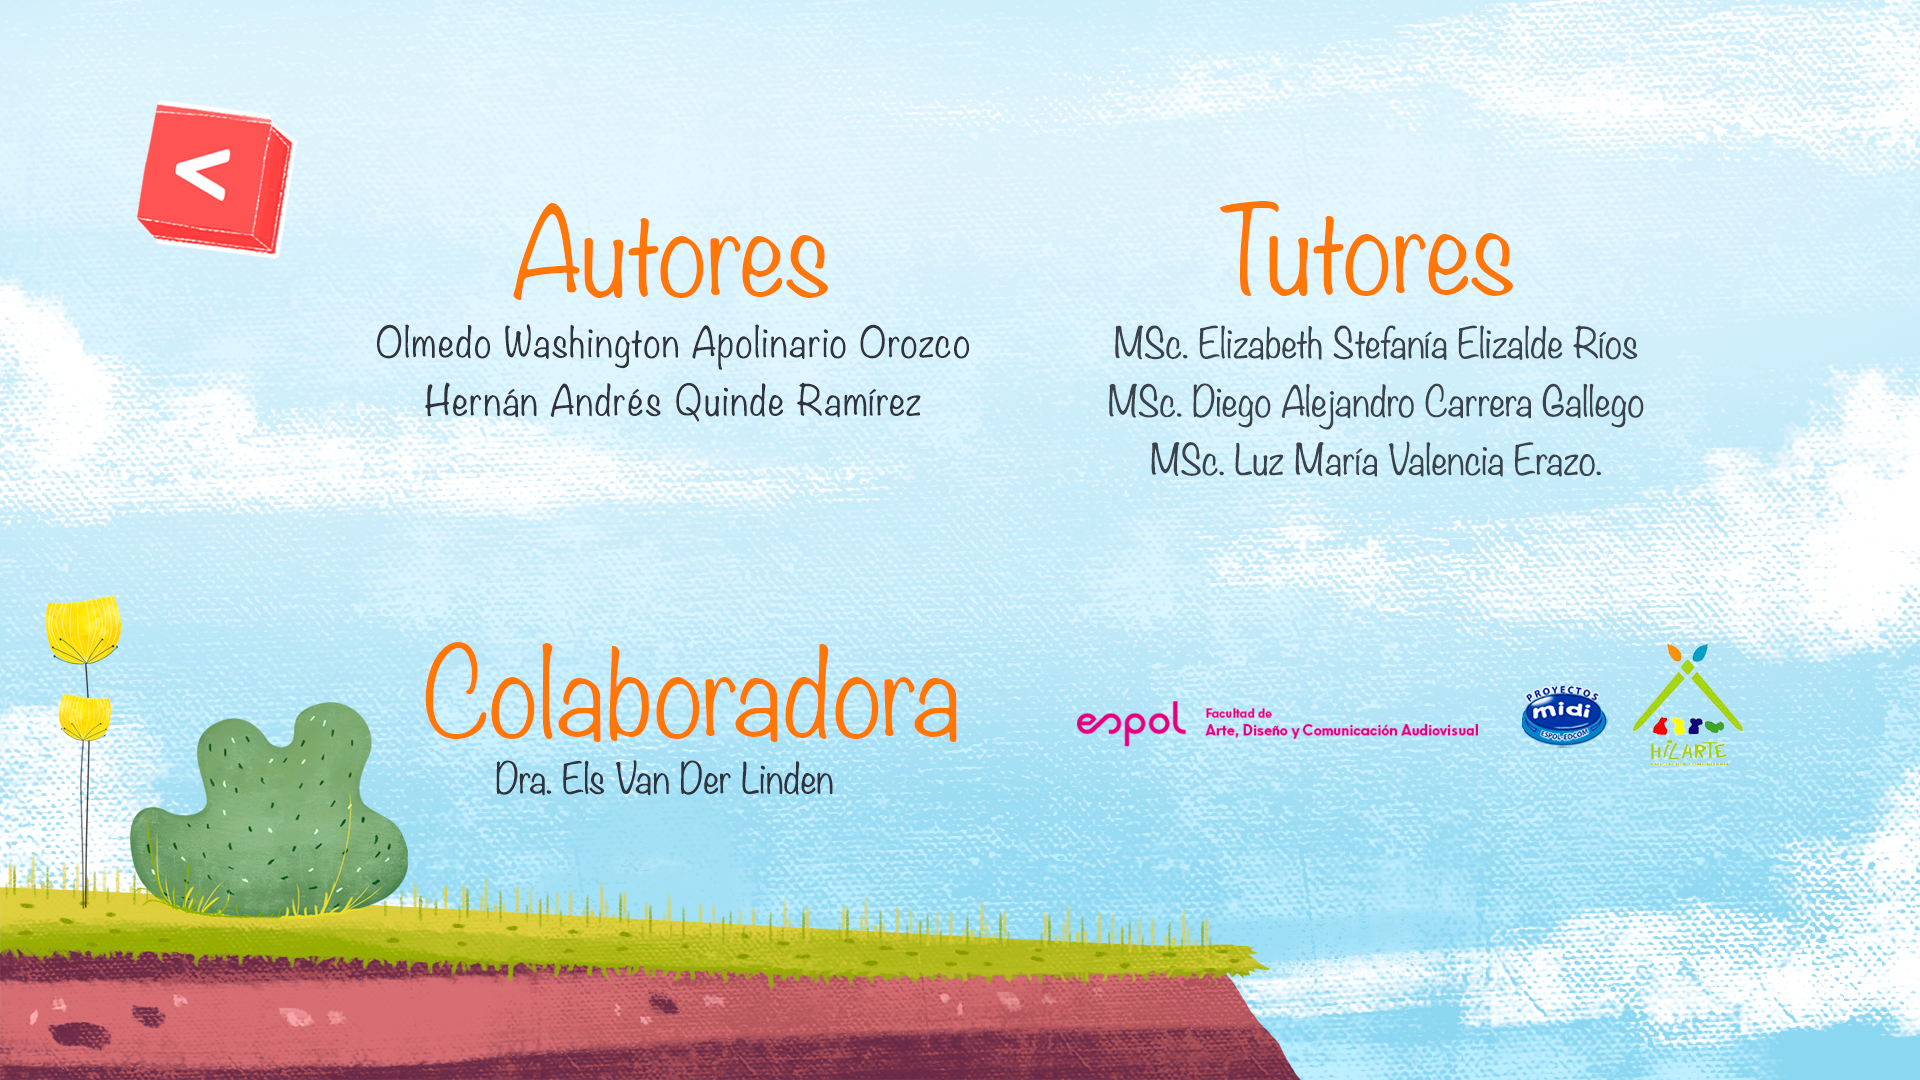 <
Autores
Olmedo Washington Apolinario Orozco
Hernán Andrés Quinde Ramírez
Tutores
MSc. Elizabeth Stefanía Elizalde Ríos
MSc. Diego Alejandro Carrera Gallego
MSc. Luz María Valencia Erazo.
Colaboradora
Dra. Els Van Der Linden
espol
Facultad de
Arte, Diseño y Comunicación Audiovisual
PROYECTOS
midi
ESPOL-EDCOM
HILARTE